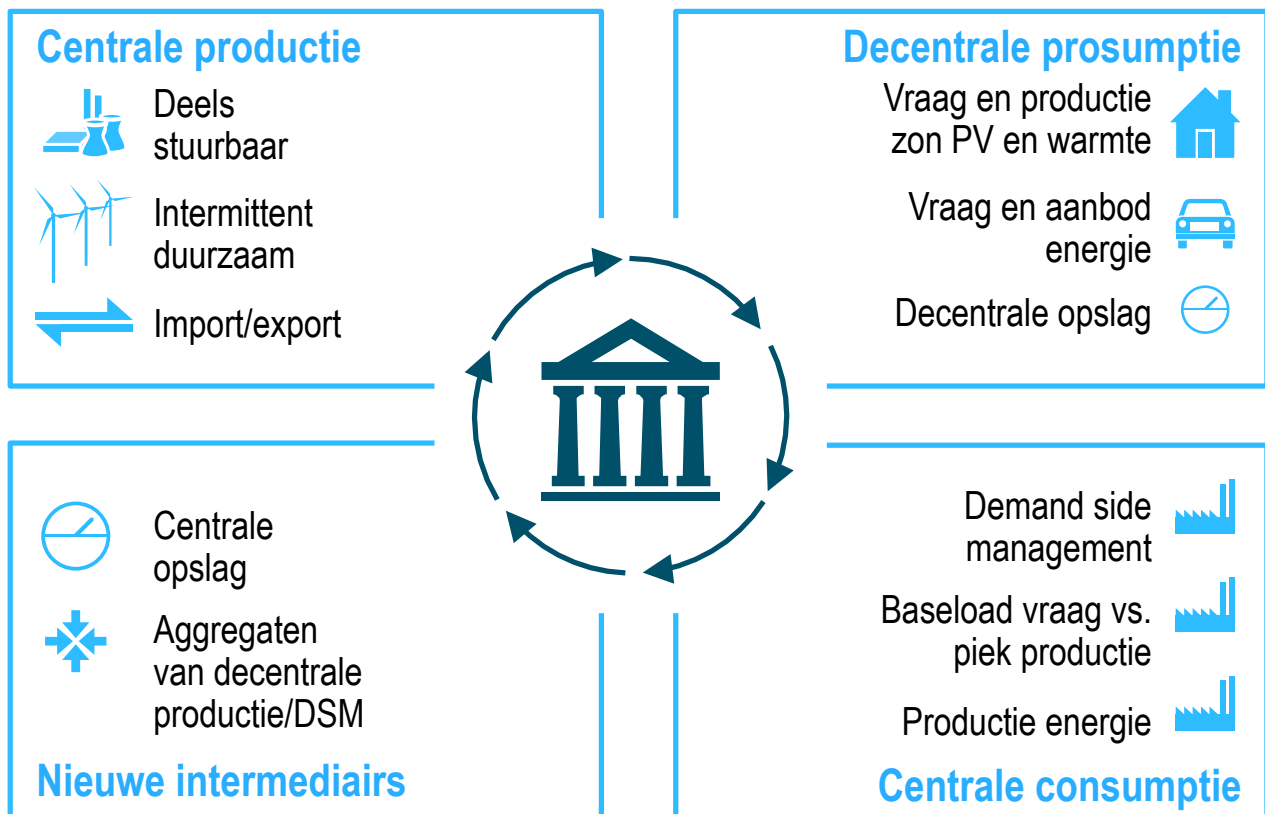 Centrale productie
Deels
stuurbaar
Intermittent
duurzaam
Import/export
Decentrale prosumptie
Vraag en productie
zon PV en warmte
Vraag en aanbod
energie
Decentrale opslag
Centrale
opslag
Aggregaten
van decentrale
productie/DSM
Nieuwe intermediairs
Demand side
management
Baseload vraag vs.
piek productie
Productie energie
Centrale consumptie